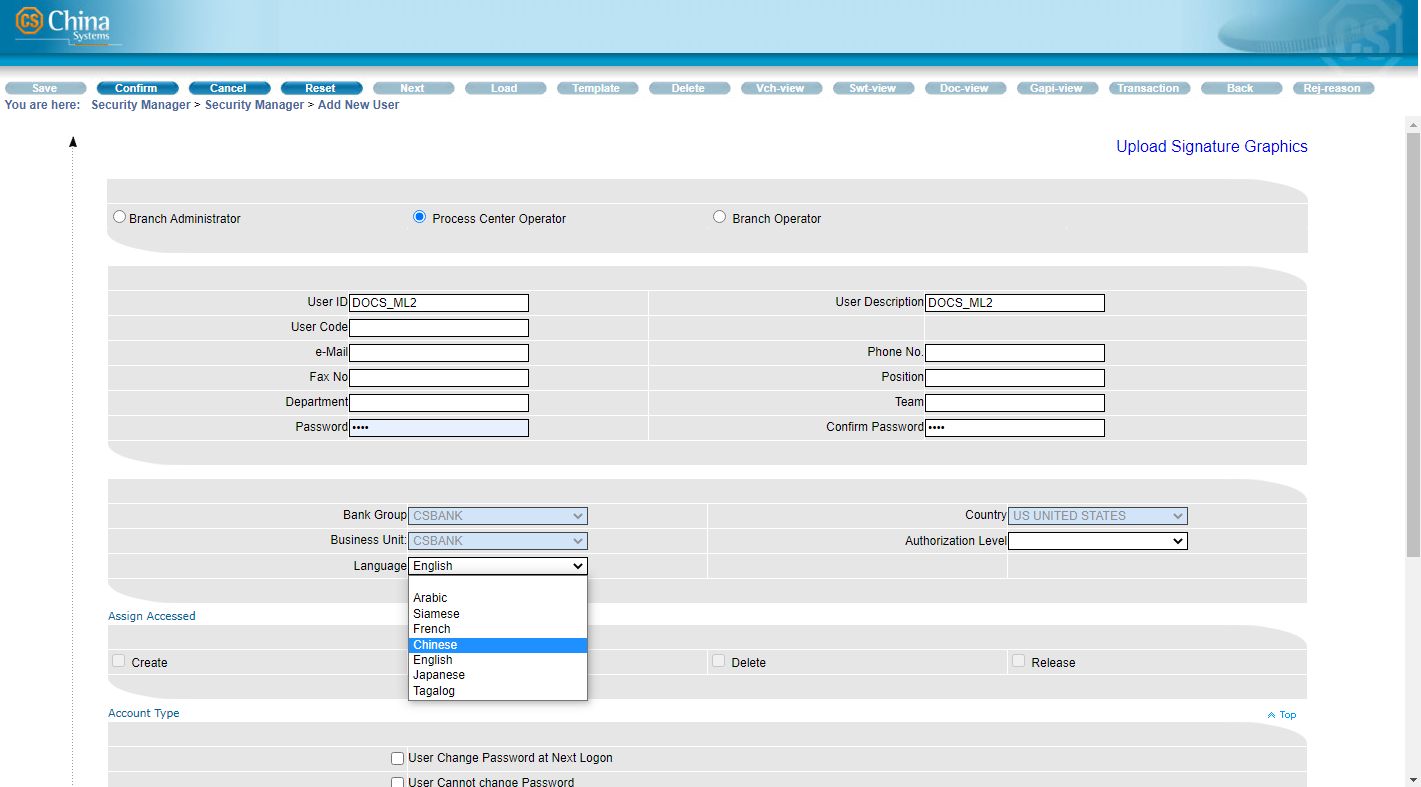 CS China
Systems
CS
Save Confirm Cancel Reset Next Load Template Delete Vch-view Swt-view Doc-view Gapi-view Transaction Back Rej-reason
You are here: Security Manager > Security Manager > Add New User
Upload Signature Graphics
Branch Administrator Process Center Operator Branch Operator
User ID DOCS_ML2 User Description DOCS_ML2
User Code
e-Mail Phone No.
Fax No Position
Department Team
Password •••• Confirm Password ••••
Bank Group CSBANK Country US UNITED STATES
Business Unit: CSBANK Authorization Level
Language English
Arabic
Siamese
French
Chinese
English
Japanese
Tagalog
Assign Accessed
Create Delete Release
Account Type Top
User Change Password at Next Logon
User Cannot change Password